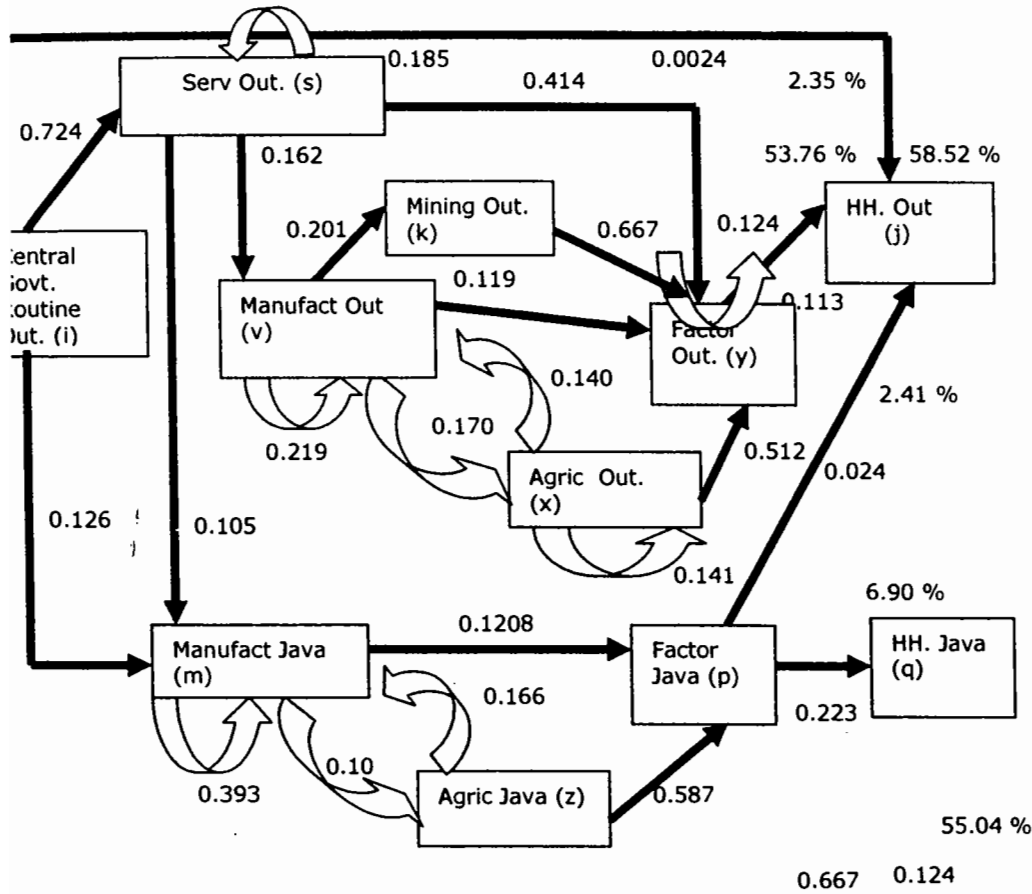 0.185
0.0024
Serv Out. (s)
0.414
2.35 %
0.724
0.162
53.76 %
58.52 %
Mining Out.
(k)
HH. Out
(j)
0.201
0.667
0.124
Govt.
0.119
0.113
Manufact Out
(v)
Factor
Out. (y)
0.140
2.41 %
0.170
0.219
0.512
0.024
Agric Out.
(x)
0.126
0.105
0.141
6.90 %
0.1208
Manufact Java
(m)
Factor
Java (p)
HH. Java
(q)
0.166
0.223
0.10
0.393
Agric Java (z)
0.587
55.04 %
0.667
0.124